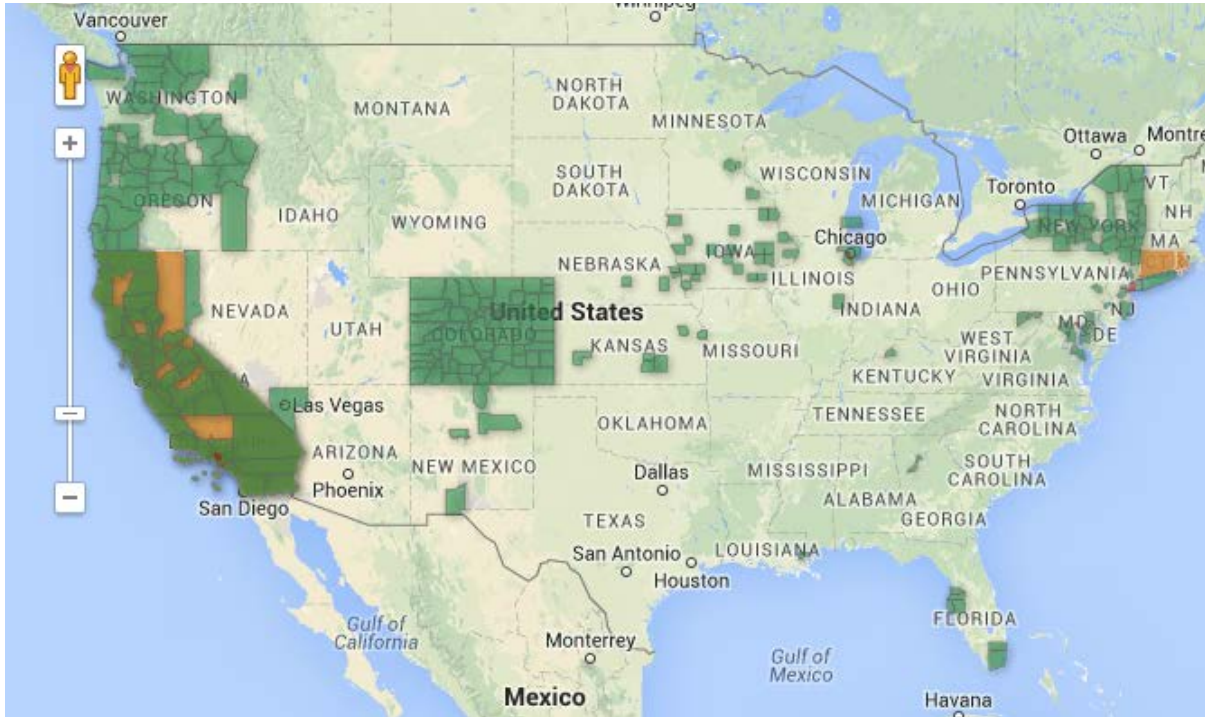 Winnipeg
Vancouver
WASHINGTON
MONTANA
NORTH
DAKOTA
MINNESOTA
Ottawa
Montre
SOUTH
DAKOTA
WISCONSIN
MICHIGAN
Toronto
VT
NH
OREGON
IDAHO
WYOMING
NEW YORK
MA
Chicago
IOWA
NEBRASKA
ILLINOIS
PENNSYLVANIA
CT
RI
NEVADA
UTAH
United States
COLORADO
KANSAS
MISSOURI
INDIANA
OHIO
NJ
MD
DE
WEST
VIRGINIA
KENTUCKY
VIRGINIA
Las Vegas
OKLAHOMA
TENNESSEE
NORTH
CAROLINA
ARIZONA
NEW MEXICO
Phoenix
San Diego
Dallas
MISSISSIPPI
SOUTH
CAROLINA
ALABAMA
GEORGIA
TEXAS
San Antonio
Houston
LOUISIANA
FLORIDA
Gulf of
California
Monterrey
Gulf of
Mexico
Mexico
Havana